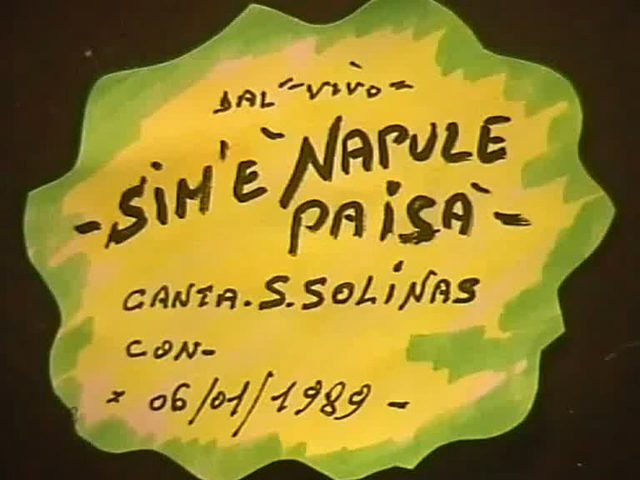 DAL - VIVO -
- SIM'È NAPULE
PAISÀ -
CANTA. S. SOLINAS
CON-
* 06/01/1989 -